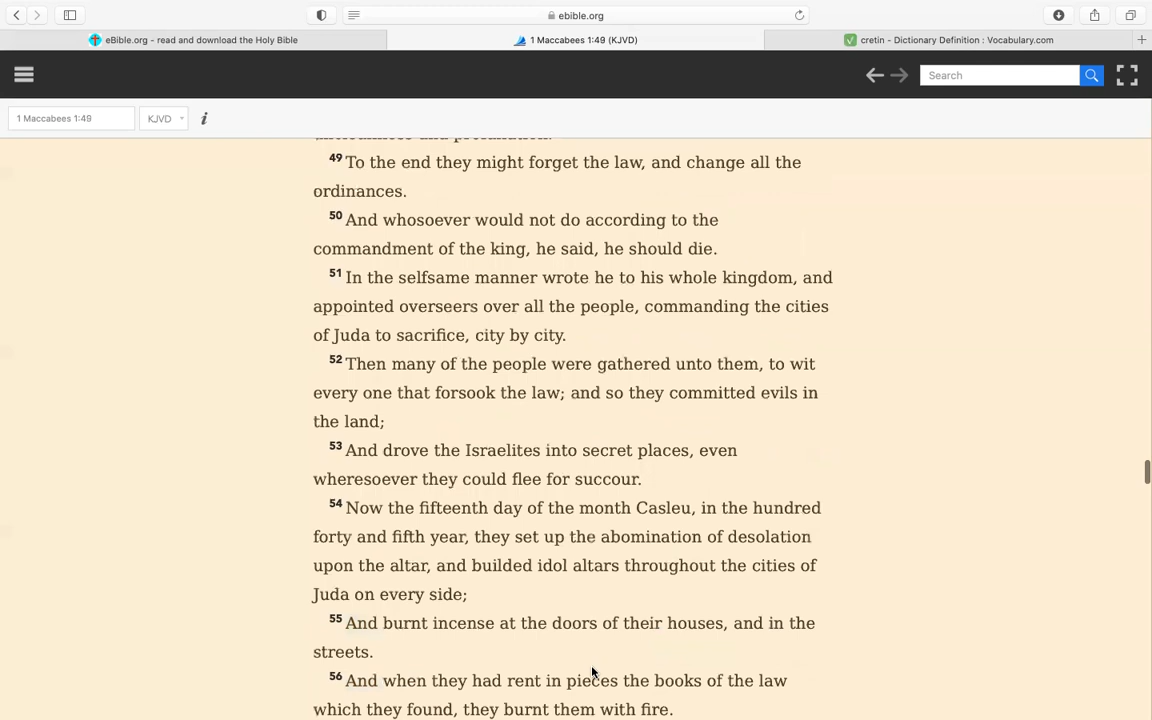 ebible.org
eBible.org - read and download the Holy Bible
1 Maccabees 1:49 (KJVD)
cretin - Dictionary Definition : Vocabulary.com
Search
1 Maccabees 1:49
KJVD
i
49 To the end they might forget the law, and change all the
ordinances.
50 And whosoever would not do according to the
commandment of the king, he said, he should die.
51 In the selfsame manner wrote he to his whole kingdom, and
appointed overseers over all the people, commanding the cities
of Juda to sacrifice, city by city.
52 Then many of the people were gathered unto them, to wit
every one that forsook the law; and so they committed evils in
the land;
53 And drove the Israelites into secret places, even
wheresoever they could flee for succour.
54 Now the fifteenth day of the month Casleu, in the hundred
forty and fifth year, they set up the abomination of desolation
upon the altar, and builded idol altars throughout the cities of
Juda on every side;
55 And burnt incense at the doors of their houses, and in the
streets.
56 And when they had rent in pieces the books of the law
which they found, they burnt them with fire.